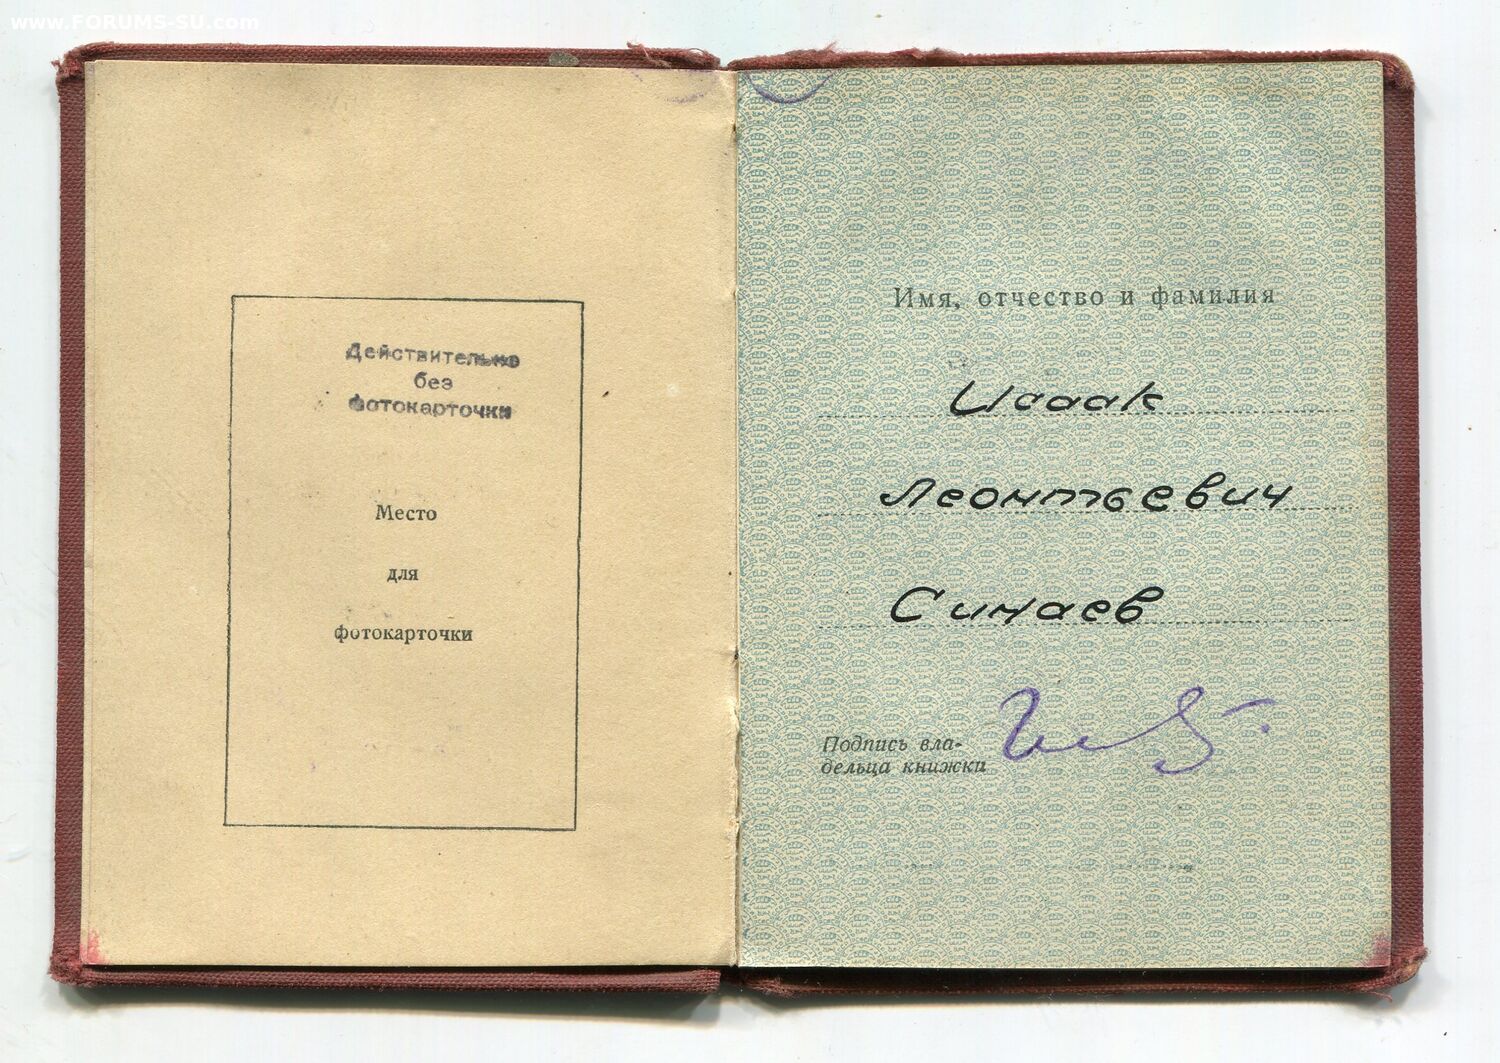 www.FORUMS-SU.com
Действительно
без
фотокарточки
Место
для
фотокарточки
Имя, отчество и фамилия
Исаак
Леонтьевич
Синаев
Подпись вла-
дельца книжки